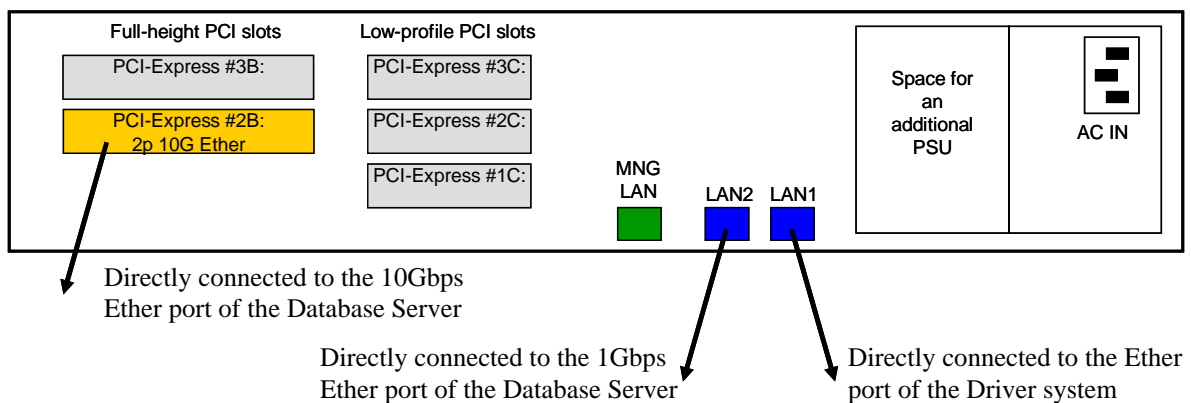 Full-height PCI slots
Low-profile PCI slots
PCI-Express #3B:
PCI-Express #3C:
PCI-Express #2B:
2p 10G Ether
PCI-Express #2C:
PCI-Express #1C:
MNG
LAN
LAN2
LAN1
Space for
an
additional
PSU
AC IN
Directly connected to the 10Gbps
Ether port of the Database Server
Directly connected to the 1Gbps
Ether port of the Database Server
Directly connected to the Ether
port of the Driver system